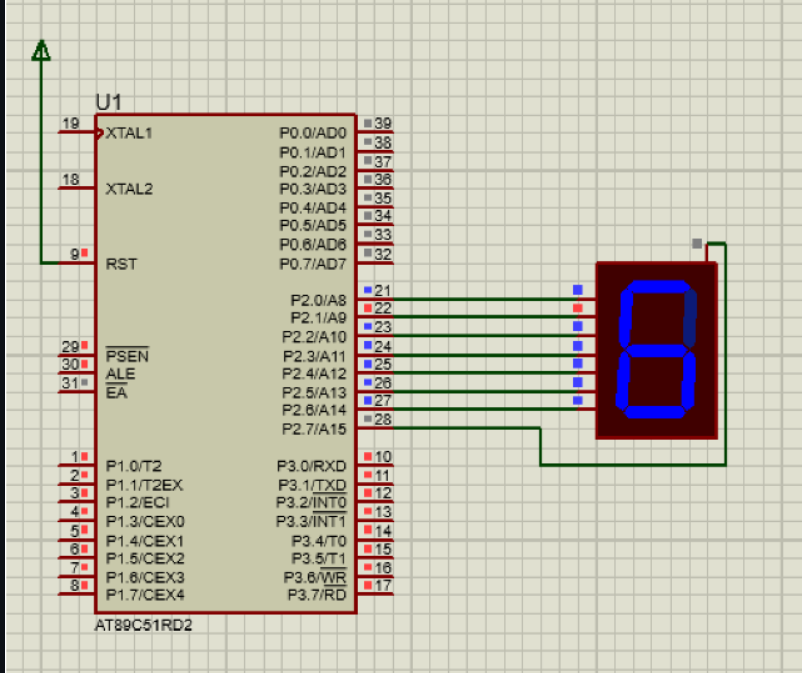 U1
19 XTAL1
18 XTAL2
9 RST
29 PSEN
30 ALE
31 EA
1 P1.0/T2
2 P1.1/T2EX
3 P1.2/ECI
4 P1.3/CEX0
5 P1.4/CEX1
6 P1.5/CEX2
7 P1.6/CEX3
8 P1.7/CEX4
P0.0/AD0 39
P0.1/AD1 38
P0.2/AD2 37
P0.3/AD3 36
P0.4/AD4 35
P0.5/AD5 34
P0.6/AD6 33
P0.7/AD7 32
P2.0/A8 21
P2.1/A9 22
P2.2/A10 23
P2.3/A11 24
P2.4/A12 25
P2.5/A13 26
P2.6/A14 27
P2.7/A15 28
P3.0/RXD 10
P3.1/TXD 11
P3.2/INT0 12
P3.3/INT1 13
P3.4/T0 14
P3.5/T1 15
P3.6/WR 16
P3.7/RD 17
AT89C51RD2
6